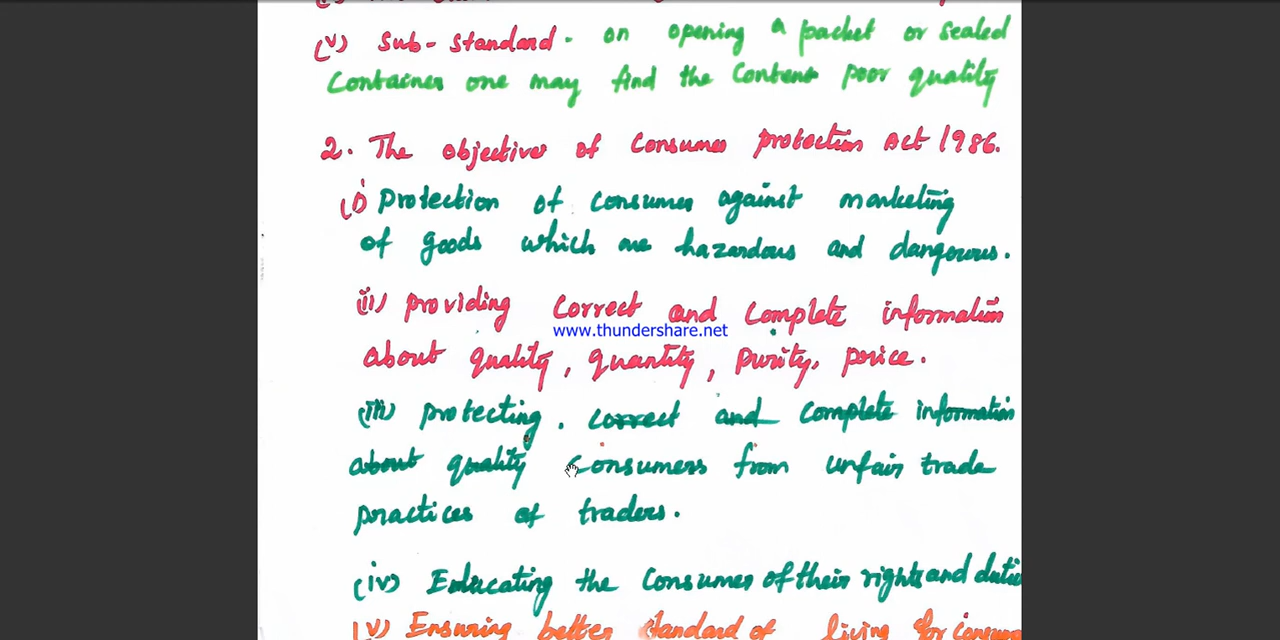 (v) Sub-Standard - on opening a packet or sealed
Container one may find the Content poor quality
2. The objectives of Consumer protection Act 1986.
(i) Protection of Consumer against marketing
of goods which are hazardous and dangerous.
(ii) Providing Correct and Complete information
www.thundershare.net
about quality, quantity, purity, price.
(iii) protecting. correct and complete information
about quality Consumers from unfair trade
practices of traders.
(iv) Educating the Consumer of their rights and dutie
(v) Ensuring better standard of living for consum